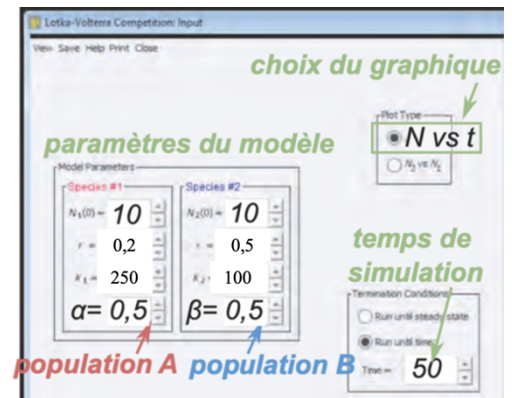 Lotka-Volterra Competition: Input
View Save Help Print Close
choix du graphique
Plot Type
N vs t
N₂ vs N₁
paramètres du modèle
Model Parameters
Species #1
Species #2
N₁(0) = 10
N₂(0) = 10
r = 0,2
r = 0,5
K₁ = 250
K₂ = 100
α= 0,5
β= 0,5
population A
population B
temps de
simulation
Termination Conditions
Run until steady state
Run until time:
Time = 50